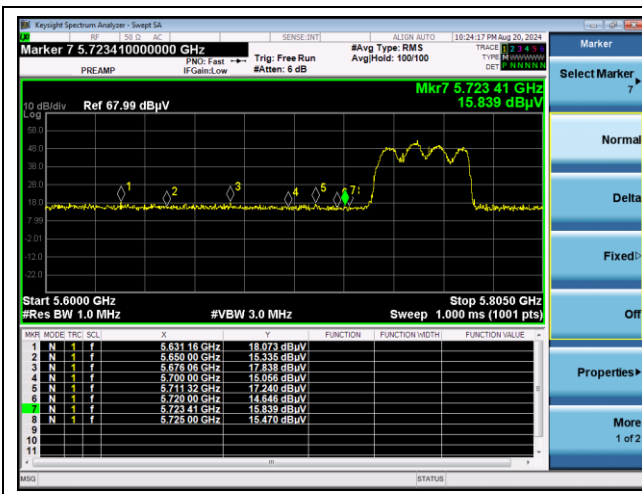 Keysight Spectrum Analyzer - Swept SA
RF 50 Ω AC SENSE:INT ALIGN AUTO 10:24:17 PM Aug 20, 2024
Marker 7 5.723410000000 GHz
PREAMP
PNO: Fast
IFGain:Low
Trig: Free Run
#Atten: 6 dB
#Avg Type: RMS
Avg|Hold: 100/100
TRACE 1 2 3 4 5 6
TYPE M WWWWW
DET P N N N N N
Mkr7 5.723 41 GHz
15.839 dBµV
10 dB/div Ref 67.99 dBµV
Log
58.0
48.0
38.0
28.0
18.0
7.99
-2.01
-12.0
-22.0
1
2
3
4
5
7
Start 5.6000 GHz Stop 5.8050 GHz
#Res BW 1.0 MHz #VBW 3.0 MHz Sweep 1.000 ms (1001 pts)
MKR MODE TRC SCL X Y FUNCTION FUNCTION WIDTH FUNCTION VALUE
1 N 1 f 5.631 16 GHz 18.073 dBµV
2 N 1 f 5.650 00 GHz 15.335 dBµV
3 N 1 f 5.676 06 GHz 17.838 dBµV
4 N 1 f 5.700 00 GHz 15.056 dBµV
5 N 1 f 5.711 32 GHz 17.240 dBµV
6 N 1 f 5.720 00 GHz 14.646 dBµV
7 N 1 f 5.723 41 GHz 15.839 dBµV
8 N 1 f 5.725 00 GHz 15.470 dBµV
9
10
11
MSG STATUS
Marker
Select Marker
7
Normal
Delta
Fixed
Off
Properties
More
1 of 2